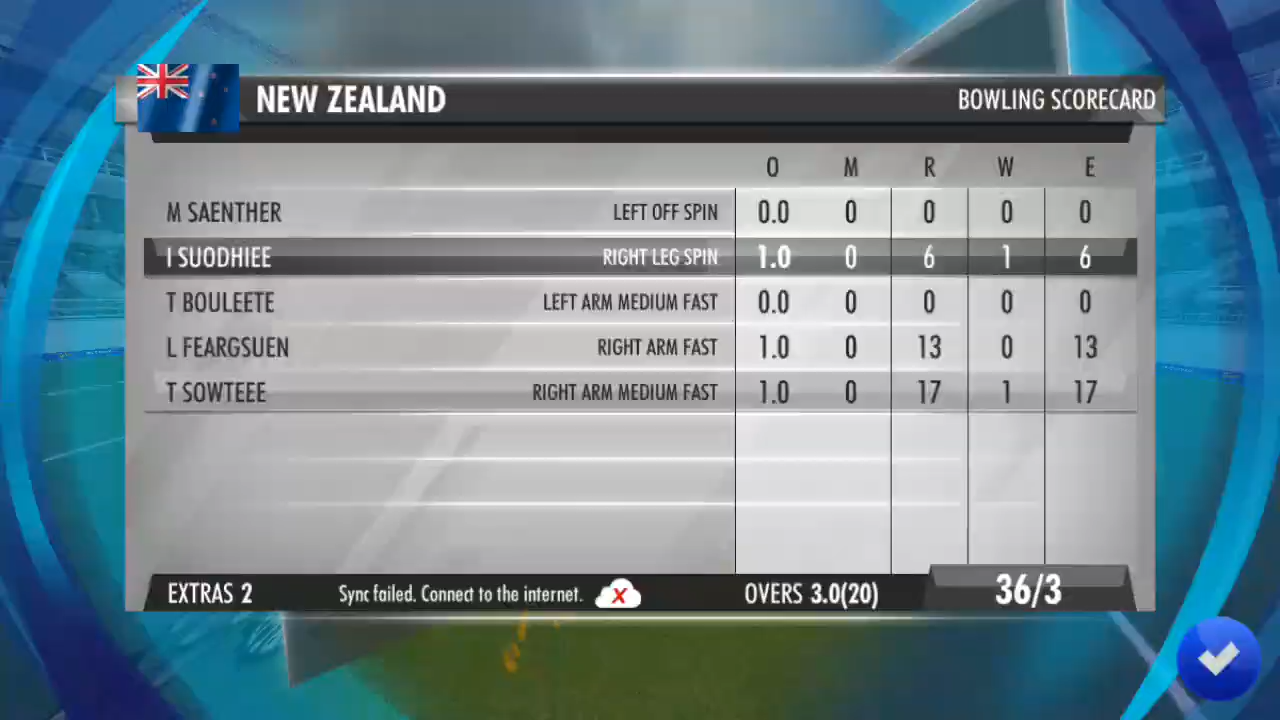 NEW ZEALAND BOWLING SCORECARD
O M R W E
M SAENTHER LEFT OFF SPIN 0.0 0 0 0 0
I SUODHIEE RIGHT LEG SPIN 1.0 0 6 1 6
T BOULEETE LEFT ARM MEDIUM FAST 0.0 0 0 0 0
L FEARGSUEN RIGHT ARM FAST 1.0 0 13 0 13
T SOWTEEE RIGHT ARM MEDIUM FAST 1.0 0 17 1 17
EXTRAS 2 Sync failed. Connect to the internet. OVERS 3.0(20) 36/3